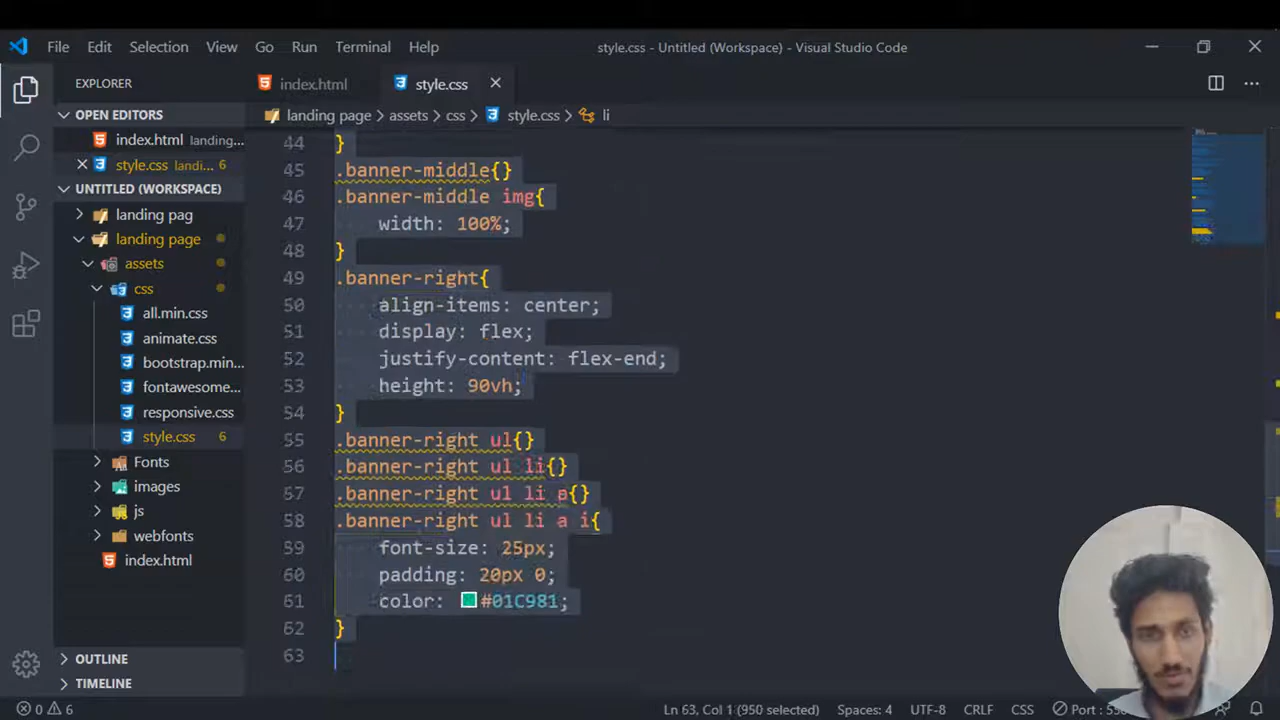 File Edit Selection View Go Run Terminal Help
style.css - Untitled (Workspace) - Visual Studio Code
EXPLORER
index.html
style.css
OPEN EDITORS
index.html landing...
style.css landi... 6
UNTITLED (WORKSPACE)
landing pag
landing page
assets
css
all.min.css
animate.css
bootstrap.min...
fontawesome...
responsive.css
style.css 6
Fonts
images
js
webfonts
index.html
OUTLINE
TIMELINE
landing page > assets > css > style.css > li
44 }
45 .banner-middle{}
46 .banner-middle img{
47 width: 100%;
48 }
49 .banner-right{
50 align-items: center;
51 display: flex;
52 justify-content: flex-end;
53 height: 90vh;
54 }
55 .banner-right ul{}
56 .banner-right ul li{}
57 .banner-right ul li a{}
58 .banner-right ul li a i{
59 font-size: 25px;
60 padding: 20px 0;
61 color: #01C981;
62 }
63
0 6
Ln 63, Col 1 (950 selected) Spaces: 4 UTF-8 CRLF CSS Port :